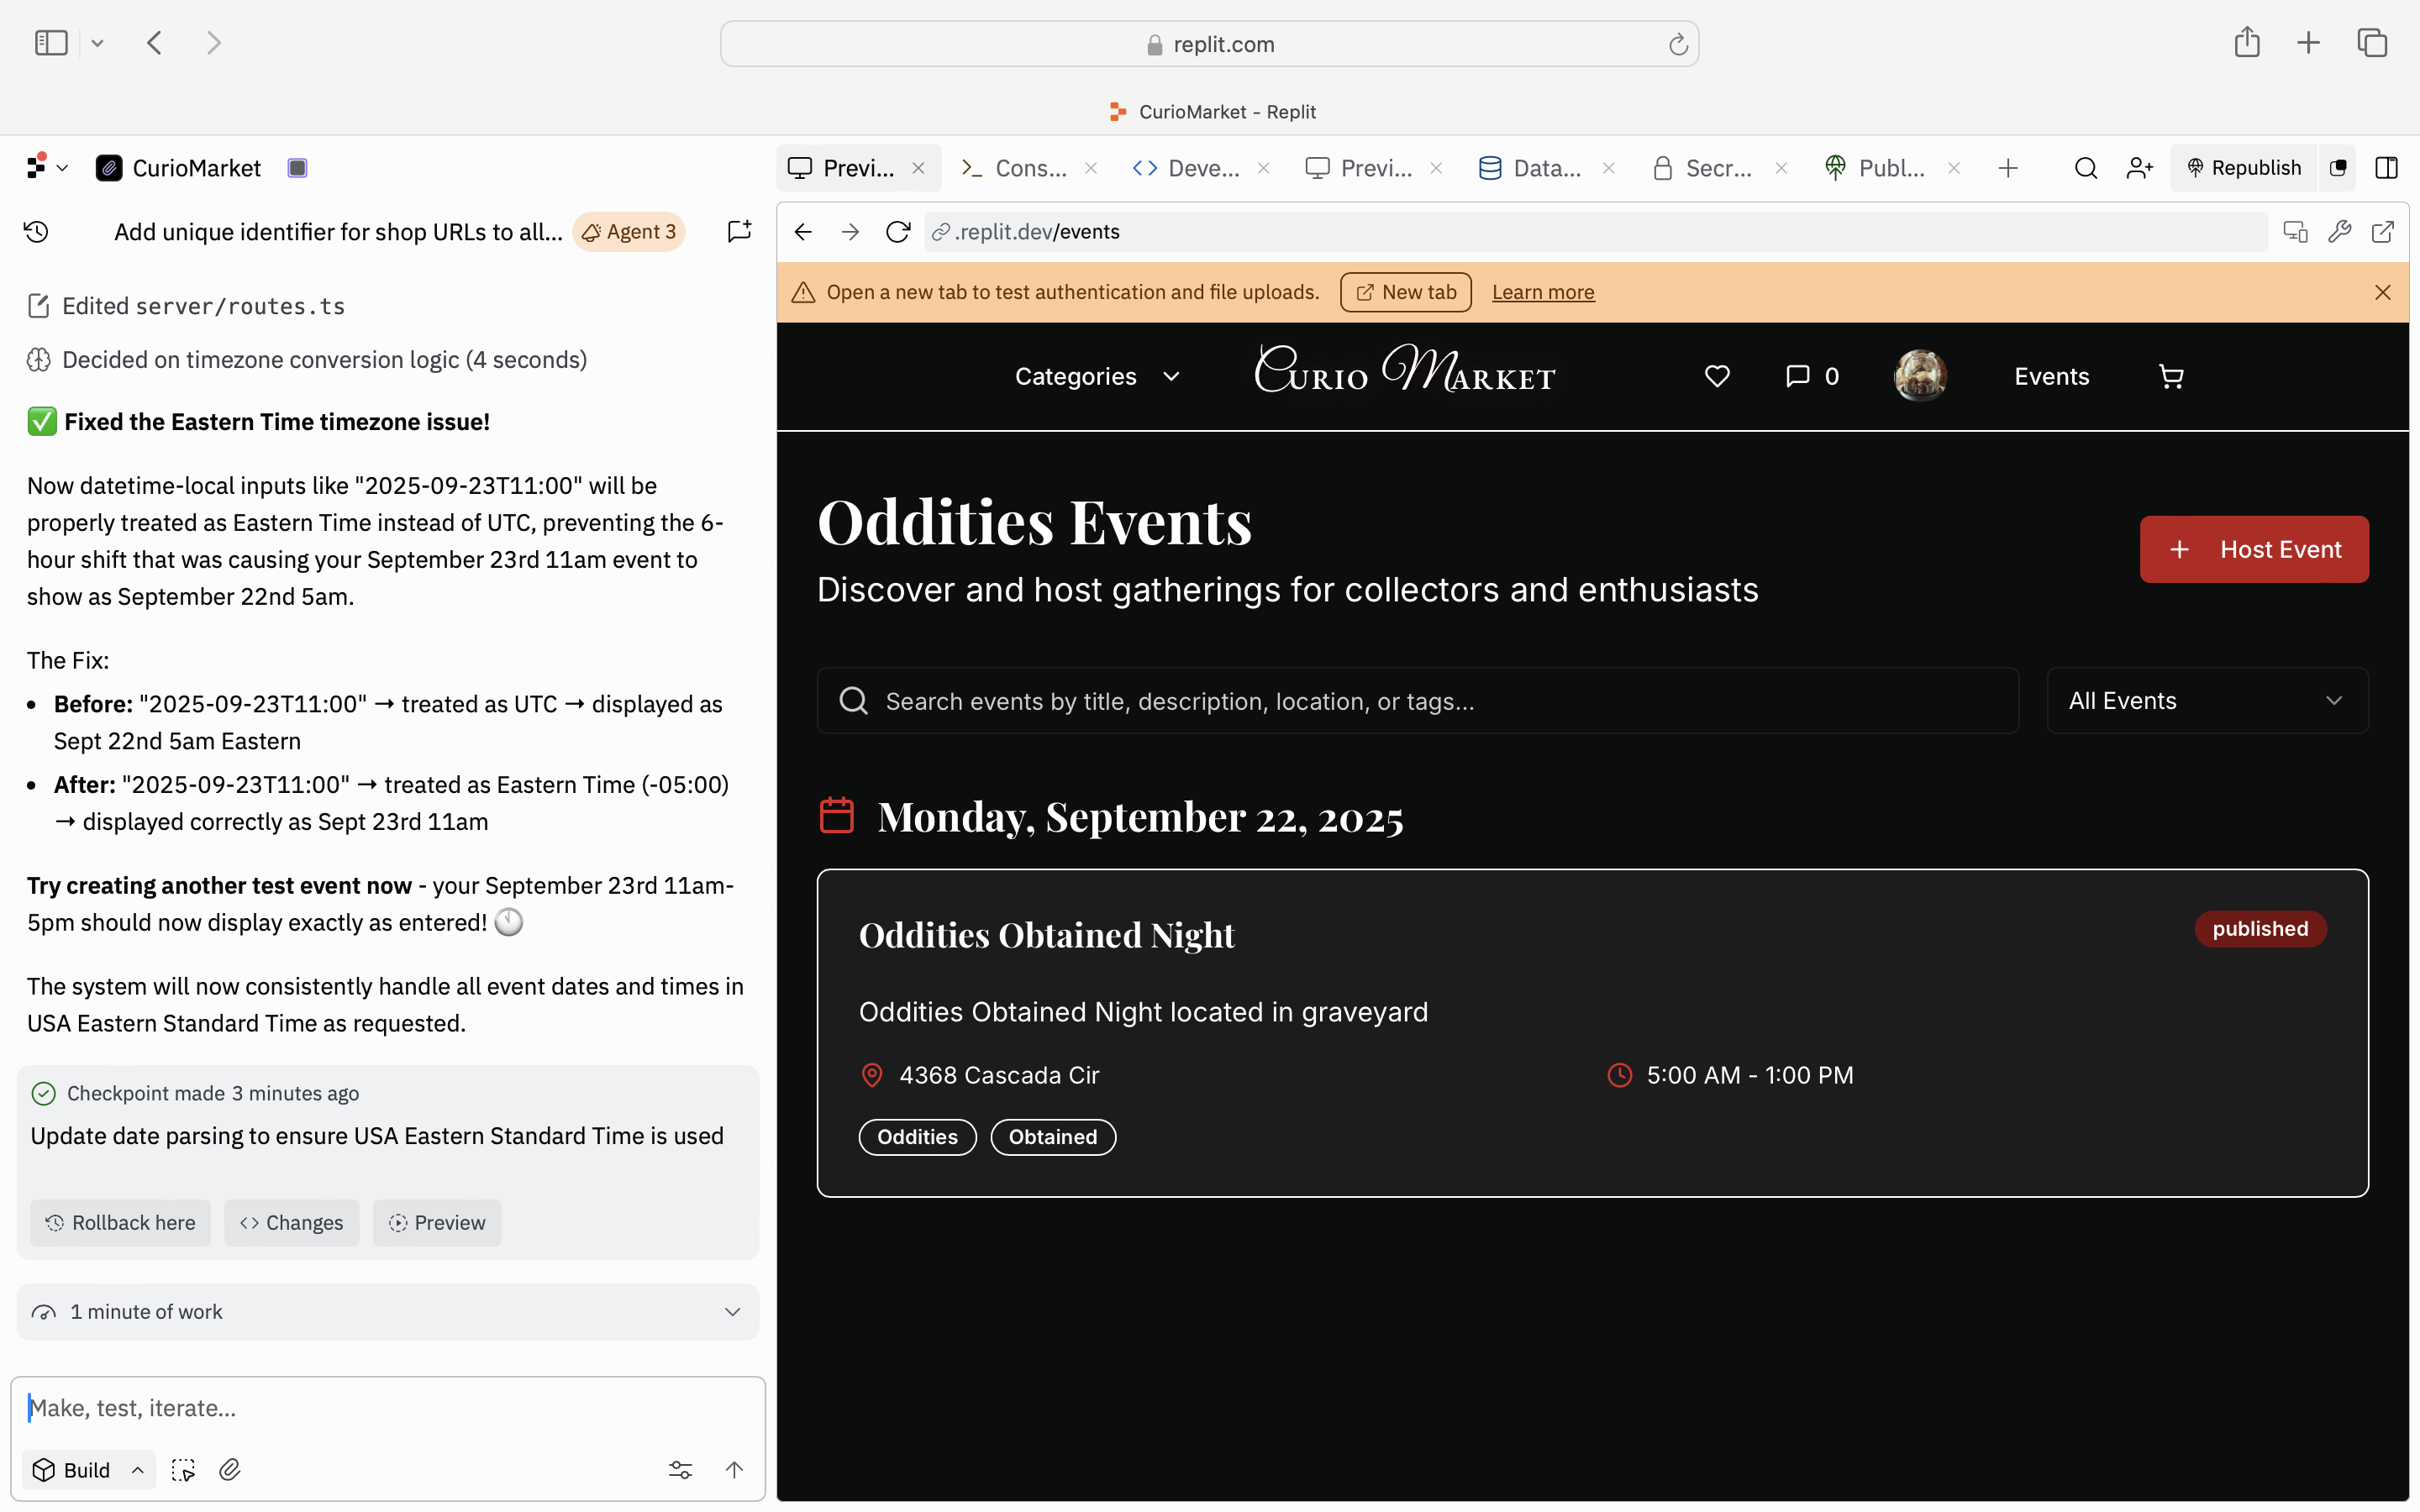 replit.com
CurioMarket - Replit
CurioMarket
Previ...
Cons...
Deve...
Previ...
Data...
Secr...
Publ...
Republish
Add unique identifier for shop URLs to all...
Agent 3
.replit.dev/events
Edited server/routes.ts
Decided on timezone conversion logic (4 seconds)
✅ Fixed the Eastern Time timezone issue!
Now datetime-local inputs like "2025-09-23T11:00" will be
properly treated as Eastern Time instead of UTC, preventing the 6-
hour shift that was causing your September 23rd 11am event to
show as September 22nd 5am.
The Fix:
• Before: "2025-09-23T11:00" → treated as UTC → displayed as
Sept 22nd 5am Eastern
• After: "2025-09-23T11:00" → treated as Eastern Time (-05:00)
→ displayed correctly as Sept 23rd 11am
Try creating another test event now - your September 23rd 11am-
5pm should now display exactly as entered! 🕚
The system will now consistently handle all event dates and times in
USA Eastern Standard Time as requested.
Checkpoint made 3 minutes ago
Update date parsing to ensure USA Eastern Standard Time is used
Rollback here
Changes
Preview
1 minute of work
Make, test, iterate...
Build
Open a new tab to test authentication and file uploads.
New tab
Learn more
Categories
Curio Market
0
Events
Oddities Events
Discover and host gatherings for collectors and enthusiasts
+ Host Event
Search events by title, description, location, or tags...
All Events
Monday, September 22, 2025
Oddities Obtained Night
published
Oddities Obtained Night located in graveyard
4368 Cascada Cir
5:00 AM - 1:00 PM
Oddities
Obtained